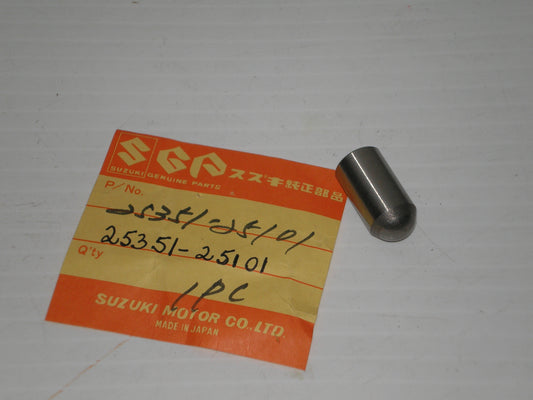 SGP スズキ純正部品
SUZUKI GENUINE PARTS
P/No.
25351-25101
25351-25101
Q'ty
1PC
SUZUKI MOTOR CO.,LTD.
MADE IN JAPAN